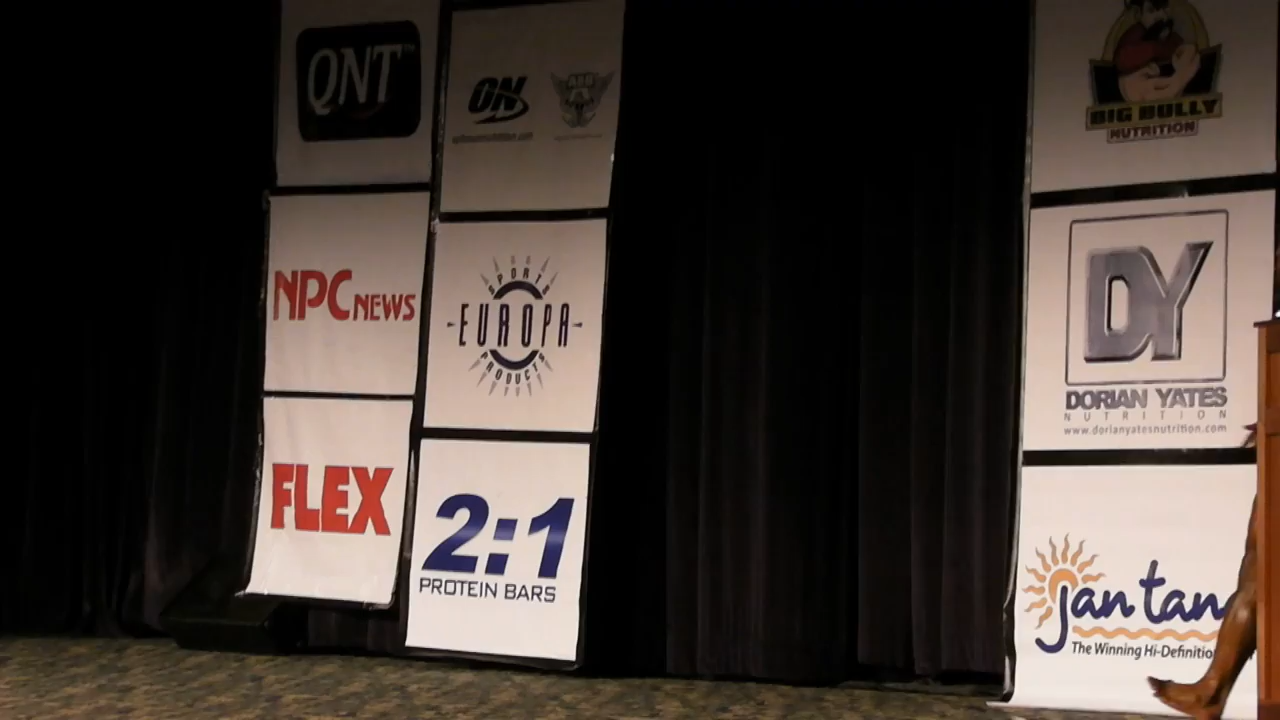 QNT
NPC NEWS
FLEX
ON
SPORTS
EUROPA
PRODUCTS
2:1
PROTEIN BARS
BIG BULLY
NUTRITION
DY
DORIAN YATES
NUTRITION
www.dorianyatesnutrition.com
jan tan
The Winning Hi-Definitio